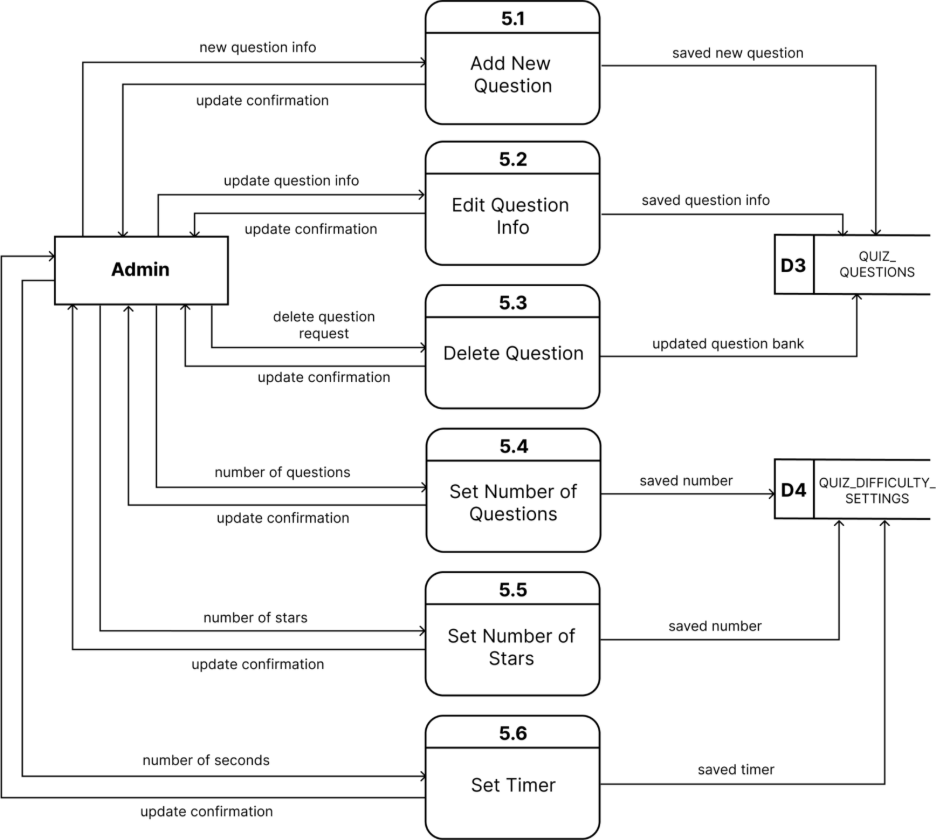 5.1
new question info
saved new question
Add New
Question
update confirmation
5.2
update question info
saved question info
Edit Question
Info
update confirmation
Admin
D3
QUIZ_
QUESTIONS
5.3
delete question
request
Delete Question
updated question bank
update confirmation
5.4
number of questions
saved number
Set Number of
Questions
D4
QUIZ_DIFFICULTY_
SETTINGS
update confirmation
5.5
number of stars
saved number
Set Number of
Stars
update confirmation
5.6
number of seconds
saved timer
Set Timer
update confirmation